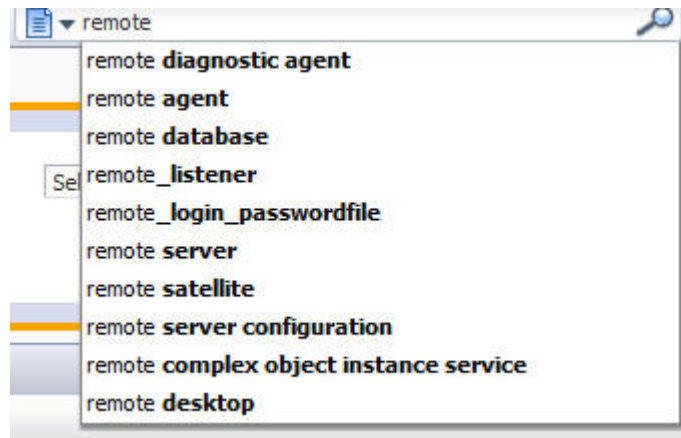 remote
remote diagnostic agent
remote agent
remote database
remote_listener
remote_login_passwordfile
Sel
remote server
remote satellite
remote server configuration
remote complex object instance service
remote desktop